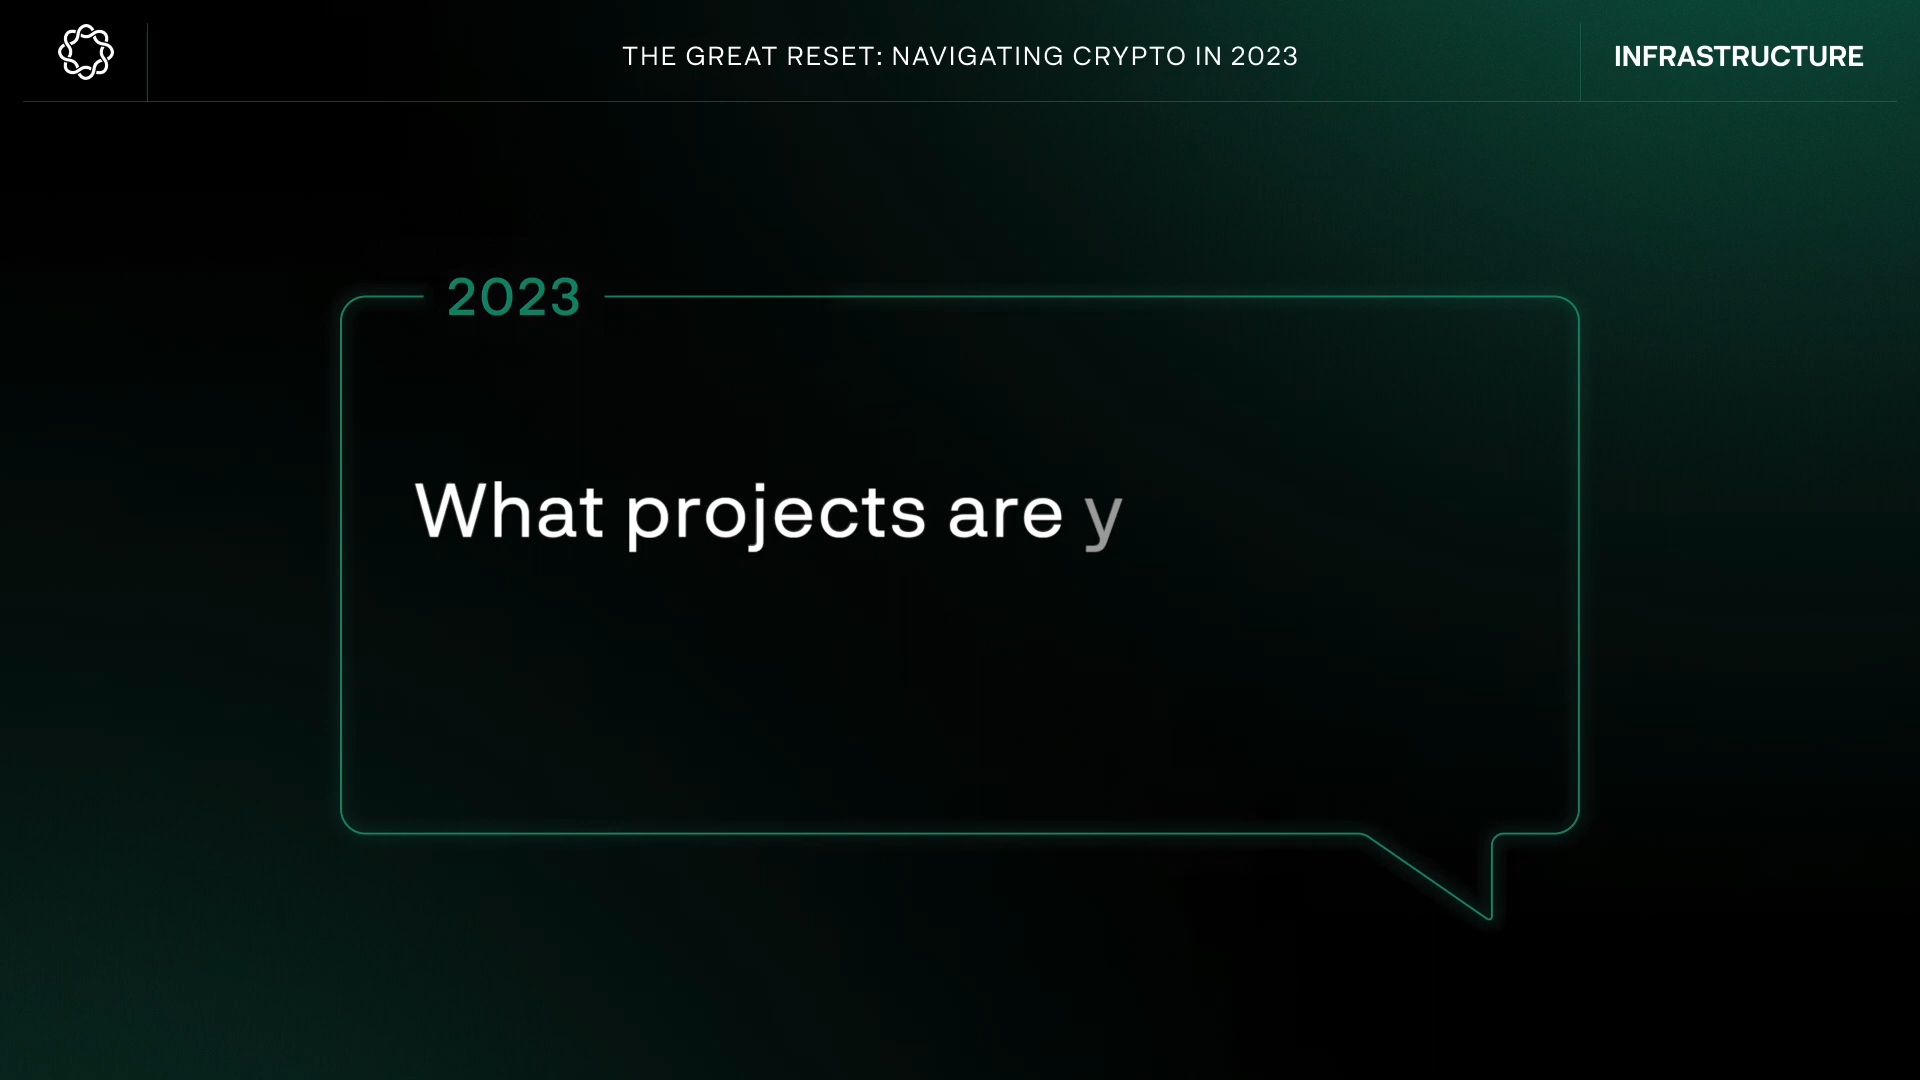 THE GREAT RESET: NAVIGATING CRYPTO IN 2023
INFRASTRUCTURE
2023
What projects are y